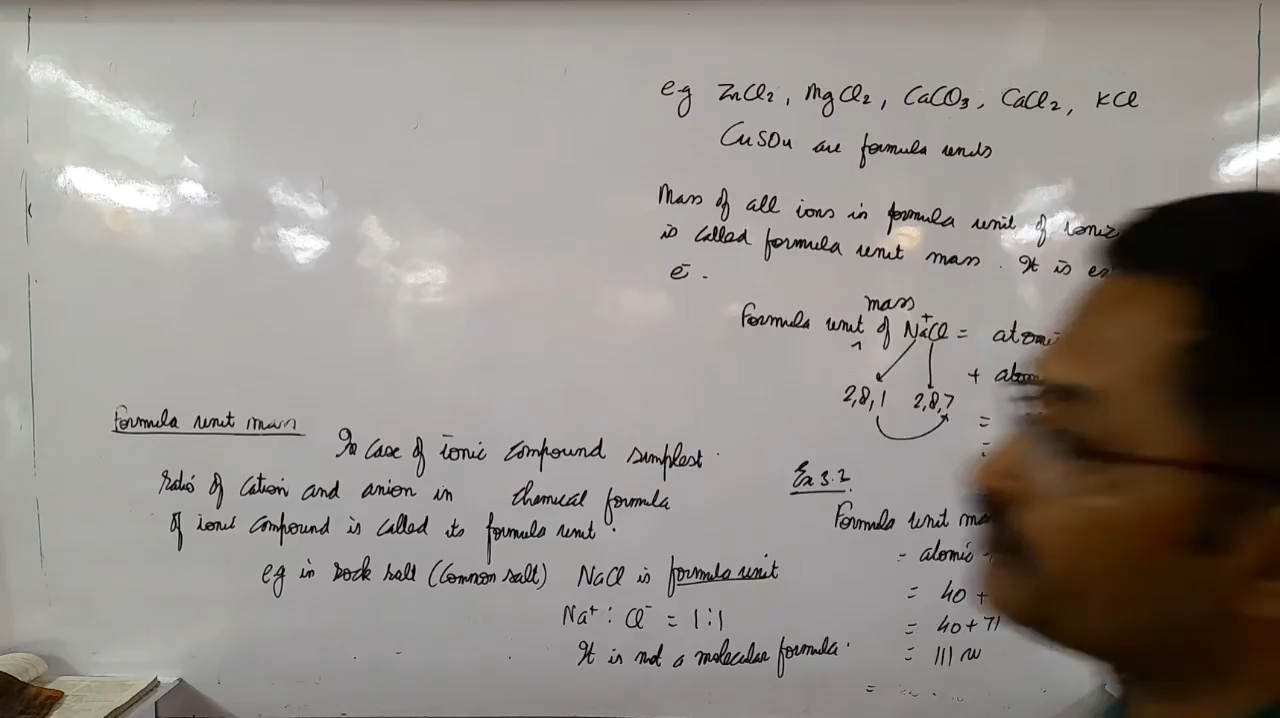 e.g ZnCl2, MgCl2, CaCO3, CaCl2, KCl
CuSO4 are formula units
Mass of all ions in formula unit of ionic
is called formula unit mass. It is
e-.
mass
Formula unit of Na+Cl =
^
+
2,8,1 2,8,7
=
Formula unit mass
In case of ionic compound simplest
ratio of cation and anion in chemical formula
of ionic compound is called its formula unit.
eg in rock salt (common salt) NaCl is formula unit
Na+ : Cl- = 1:1
It is not a molecular formula.
Ex 3.2
Formula unit
= atomic
= 40 +
= 40 + 71
= 111 u